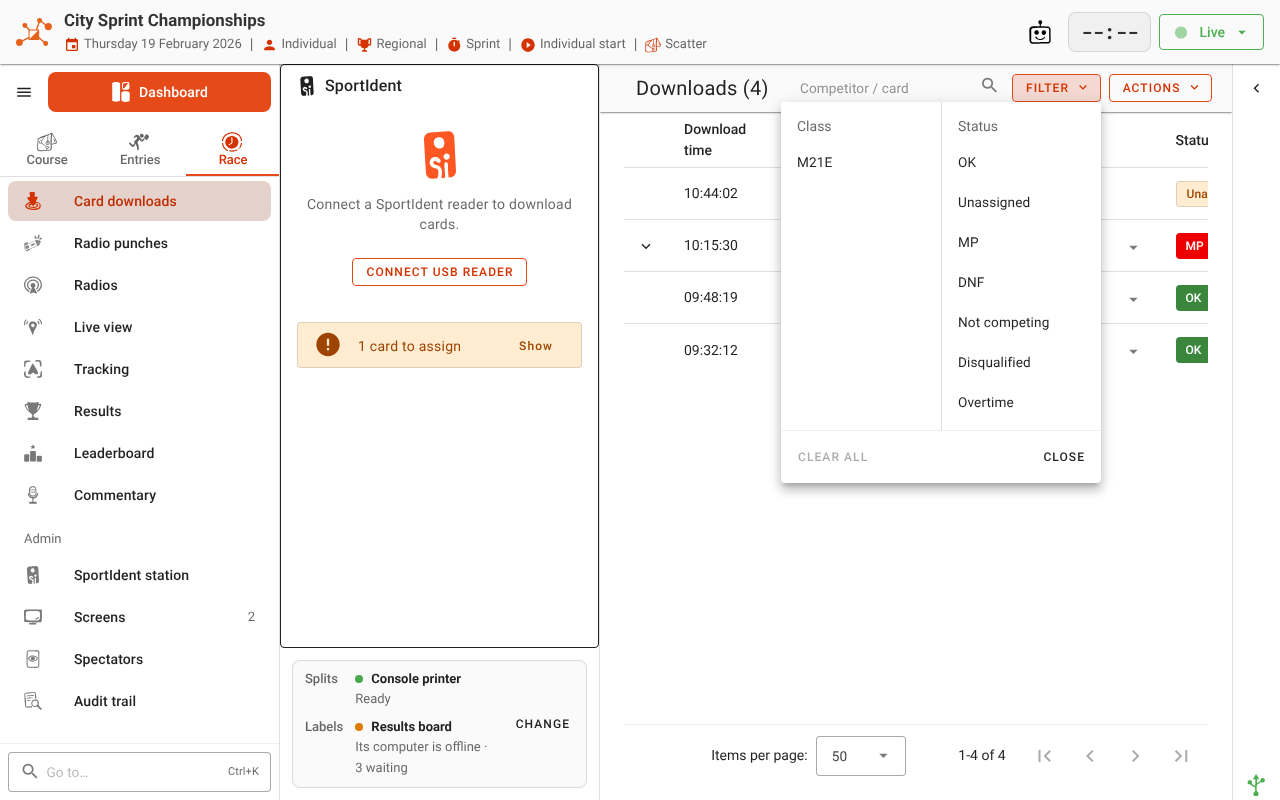 City Sprint Championships
Thursday 19 February 2026 | Individual | Regional | Sprint | Individual start | Scatter
--:--
Live
Dashboard
Course
Entries
Race
Card downloads
Radio punches
Radios
Live view
Tracking
Results
Leaderboard
Commentary
Admin
SportIdent station
Screens 2
Spectators
Audit trail
Go to… Ctrl+K
SportIdent
si
Connect a SportIdent reader to download
cards.
CONNECT USB READER
1 card to assign Show
Splits Console printer
Ready
Labels Results board
Its computer is offline ·
3 waiting
CHANGE
Downloads (4)
Competitor / card
FILTER
ACTIONS
Download
time
Statu
10:44:02 Una
10:15:30 MP
09:48:19 OK
09:32:12 OK
Class
M21E
Status
OK
Unassigned
MP
DNF
Not competing
Disqualified
Overtime
CLEAR ALL
CLOSE
Items per page: 50 1-4 of 4